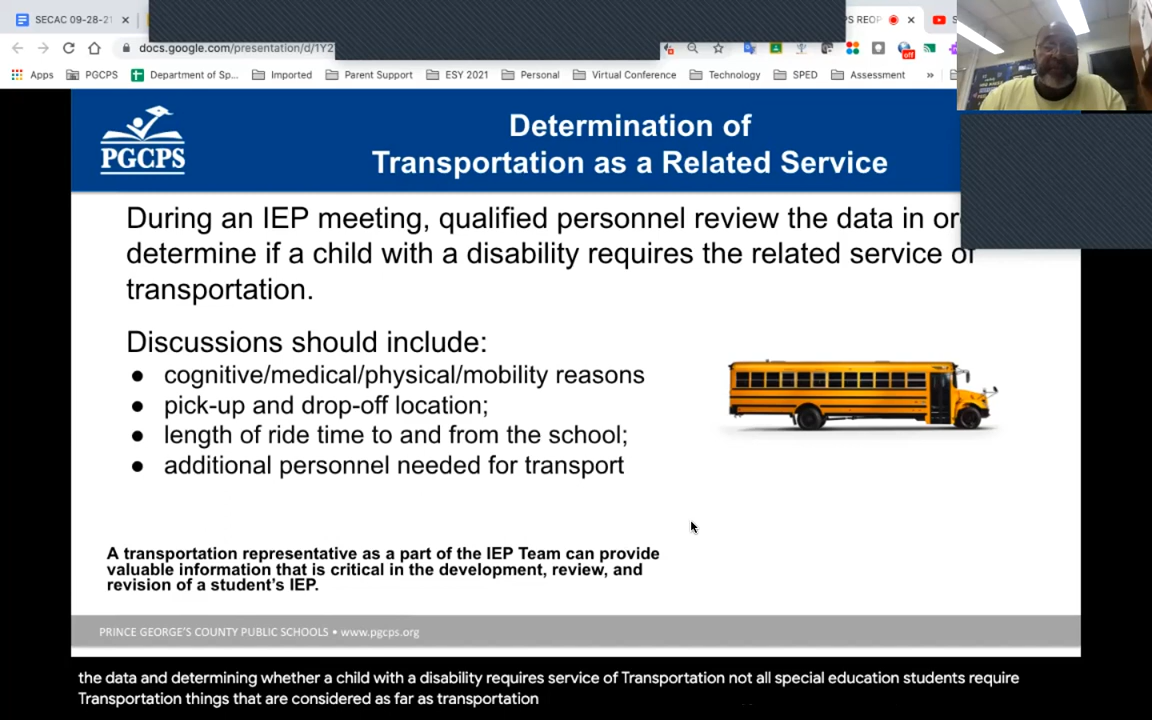 SECAC 09-28-21
PS REOP
docs.google.com/presentation/d/1Y2
off
Apps
PGCPS
Department of Sp...
Imported
Parent Support
ESY 2021
Personal
Virtual Conference
Technology
SPED
Assessment
»
PGCPS
Determination of
Transportation as a Related Service
During an IEP meeting, qualified personnel review the data in
determine if a child with a disability requires the related service of
transportation.
Discussions should include:
● cognitive/medical/physical/mobility reasons
● pick-up and drop-off location;
● length of ride time to and from the school;
● additional personnel needed for transport
A transportation representative as a part of the IEP Team can provide
valuable information that is critical in the development, review, and
revision of a student's IEP.
PRINCE GEORGE'S COUNTY PUBLIC SCHOOLS • www.pgcps.org
the data and determining whether a child with a disability requires service of Transportation not all special education students require
Transportation things that are considered as far as transportation